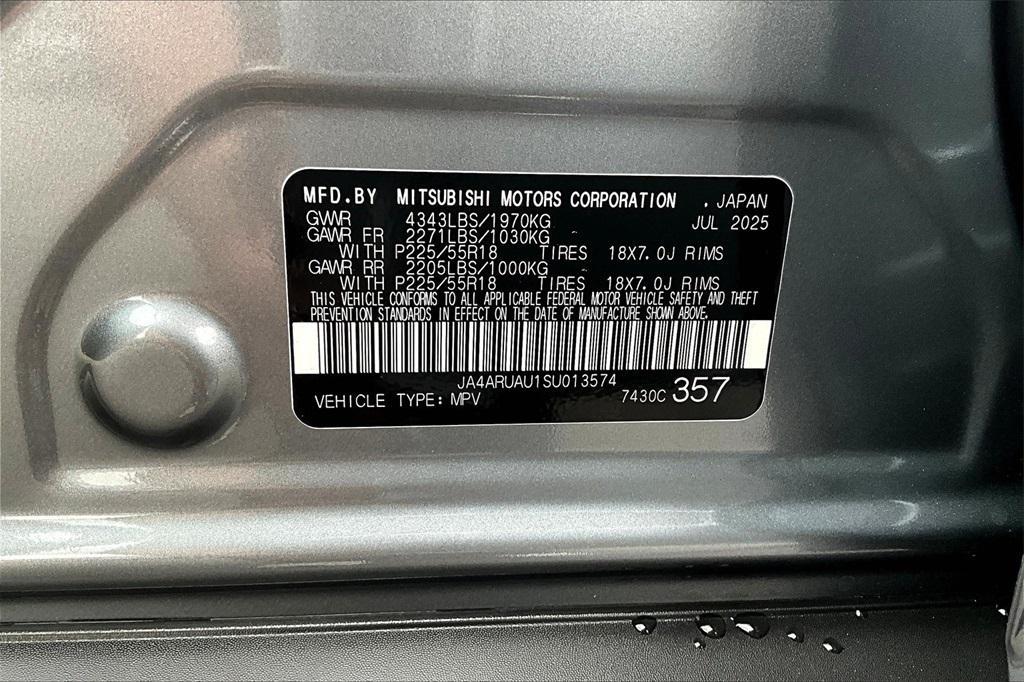 MFD.BY MITSUBISHI MOTORS CORPORATION . JAPAN
GVWR 4343LBS/1970KG JUL 2025
GAWR FR 2271LBS/1030KG
WITH P225/55R18 TIRES 18X7.0J RIMS
GAWR RR 2205LBS/1000KG
WITH P225/55R18 TIRES 18X7.0J RIMS
THIS VEHICLE CONFORMS TO ALL APPLICABLE FEDERAL MOTOR VEHICLE SAFETY AND THEFT
PREVENTION STANDARDS IN EFFECT ON THE DATE OF MANUFACTURE SHOWN ABOVE.
JA4ARUAU1SU013574
VEHICLE TYPE: MPV 7430C 357